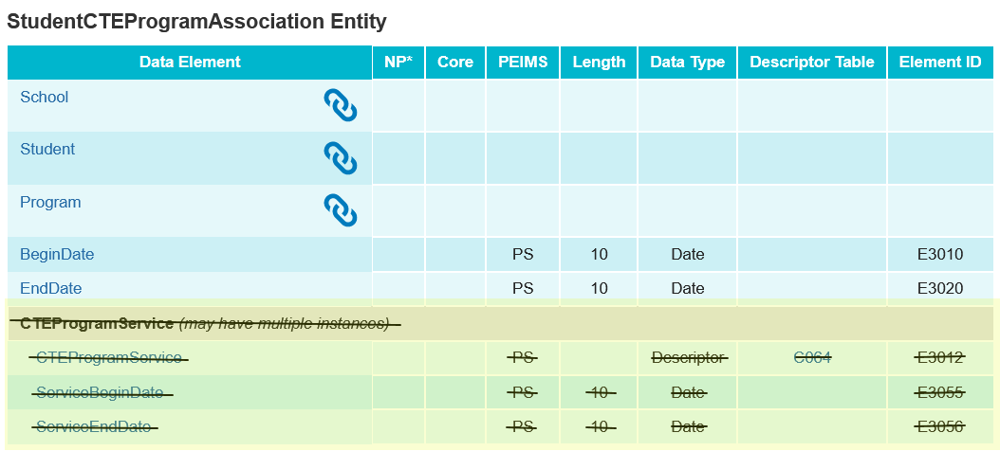 StudentCTEProgramAssociation Entity
Data Element NP* Core PEIMS Length Data Type Descriptor Table Element ID
School
Student
Program
BeginDate PS 10 Date E3010
EndDate PS 10 Date E3020
CTEProgramService (may have multiple instances)
CTEProgramService PS Descriptor C064 E3012
ServiceBeginDate PS 10 Date E3055
ServiceEndDate PS 10 Date E3056